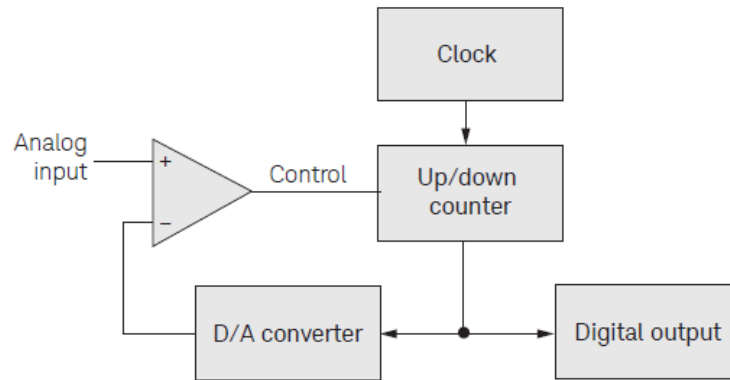 Clock
Analog
input
+
Control
Up/down
counter
−
D/A converter
Digital output